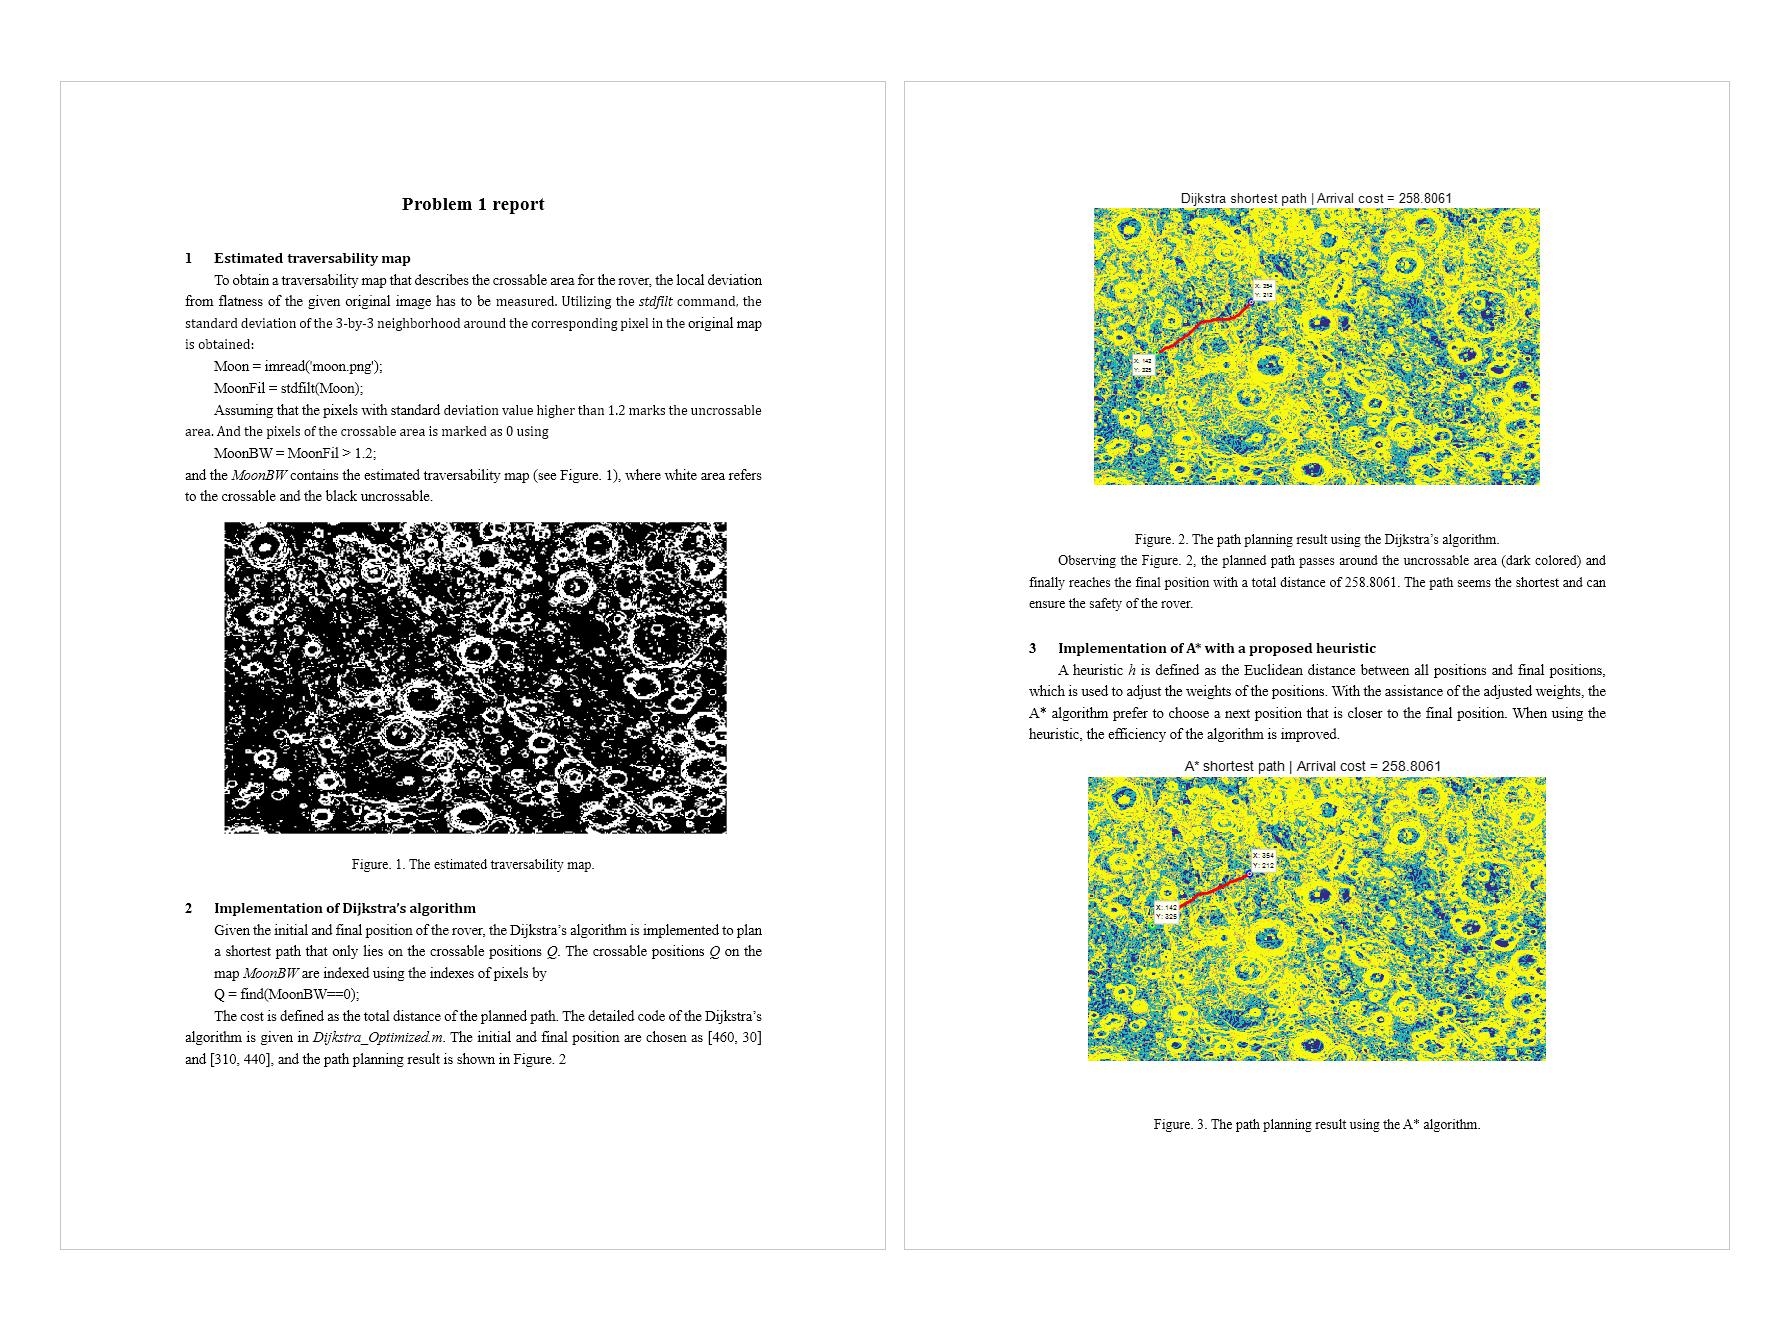 Problem 1 report
1 Estimated traversability map
To obtain a traversability map that describes the crossable area for the rover, the local deviation
from flatness of the given original image has to be measured. Utilizing the stdfilt command, the
standard deviation of the 3-by-3 neighborhood around the corresponding pixel in the original map
is obtained:
Moon = imread('moon.png');
MoonFil = stdfilt(Moon);
Assuming that the pixels with standard deviation value higher than 1.2 marks the uncrossable
area. And the pixels of the crossable area is marked as 0 using
MoonBW = MoonFil > 1.2;
and the MoonBW contains the estimated traversability map (see Figure. 1), where white area refers
to the crossable and the black uncrossable.
Figure. 1. The estimated traversability map.
2 Implementation of Dijkstra’s algorithm
Given the initial and final position of the rover, the Dijkstra’s algorithm is implemented to plan
a shortest path that only lies on the crossable positions Q. The crossable positions Q on the
map MoonBW are indexed using the indexes of pixels by
Q = find(MoonBW==0);
The cost is defined as the total distance of the planned path. The detailed code of the Dijkstra’s
algorithm is given in Dijkstra_Optimized.m. The initial and final position are chosen as [460, 30]
and [310, 440], and the path planning result is shown in Figure. 2
Dijkstra shortest path | Arrival cost = 258.8061
X: 354
Y: 212
X: 142
Y: 325
Figure. 2. The path planning result using the Dijkstra’s algorithm.
Observing the Figure. 2, the planned path passes around the uncrossable area (dark colored) and
finally reaches the final position with a total distance of 258.8061. The path seems the shortest and can
ensure the safety of the rover.
3 Implementation of A* with a proposed heuristic
A heuristic h is defined as the Euclidean distance between all positions and final positions,
which is used to adjust the weights of the positions. With the assistance of the adjusted weights, the
A* algorithm prefer to choose a next position that is closer to the final position. When using the
heuristic, the efficiency of the algorithm is improved.
A* shortest path | Arrival cost = 258.8061
X: 354
Y: 212
X: 142
Y: 325
Figure. 3. The path planning result using the A* algorithm.